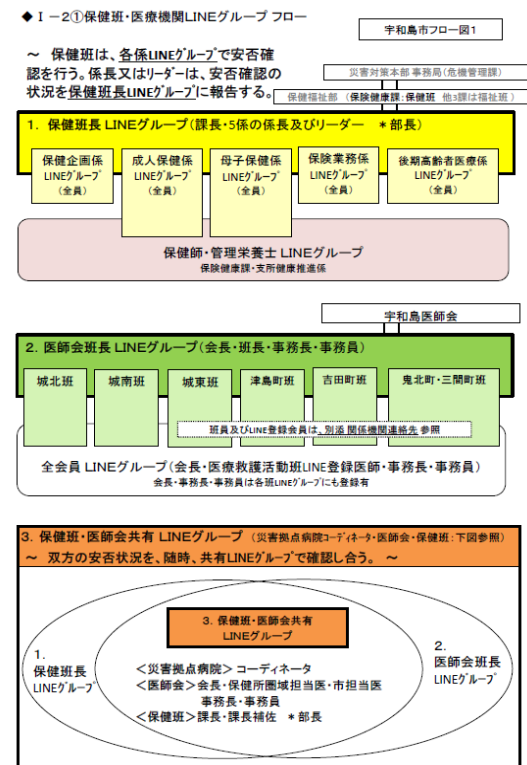 ◆Ⅰ－2①保健班・医療機関LINEグループ フロー
宇和島市フロー図1
～ 保健班は、各係LINEグループで安否確
認を行う。係長又はリーダーは、安否確認の
状況を保健班長LINEグループに報告する。
災害対策本部 事務局(危機管理課)
保健福祉部 (保険健康課:保健班 他3課は福祉班)
1. 保健班長 LINEグループ(課長・5係の係長及びリーダー ＊部長)
保健企画係
LINEグループ
(全員)
成人保健係
LINEグループ
(全員)
母子保健係
LINEグループ
(全員)
保険業務係
LINEグループ
(全員)
後期高齢者医療係
LINEグループ
(全員)
保健師・管理栄養士 LINEグループ
保険健康課・支所健康推進係
宇和島医師会
2. 医師会班長 LINEグループ(会長・班長・事務長・事務員)
城北班
城南班
城東班
津島町班
吉田町班
鬼北町・三間町班
班員及びLINE登録会員は、別添 関係機関連絡先 参照
全会員 LINEグループ(会長・医療救護活動班LINE登録医師・事務長・事務員)
会長・事務長・事務員は各班LINEグループにも登録有
3. 保健班・医師会共有 LINEグループ (災害拠点病院コーディネータ・医師会・保健班:下図参照)
～ 双方の安否状況を、随時、共有LINEグループで確認し合う。 ～
3. 保健班・医師会共有
LINEグループ
1.
保健班長
LINEグループ
＜災害拠点病院＞ コーディネータ
＜医師会＞会長・保健所圏域担当医・市担当医
事務長・事務員
＜保健班＞課長・課長補佐 ＊部長
2.
医師会班長
LINEグループ